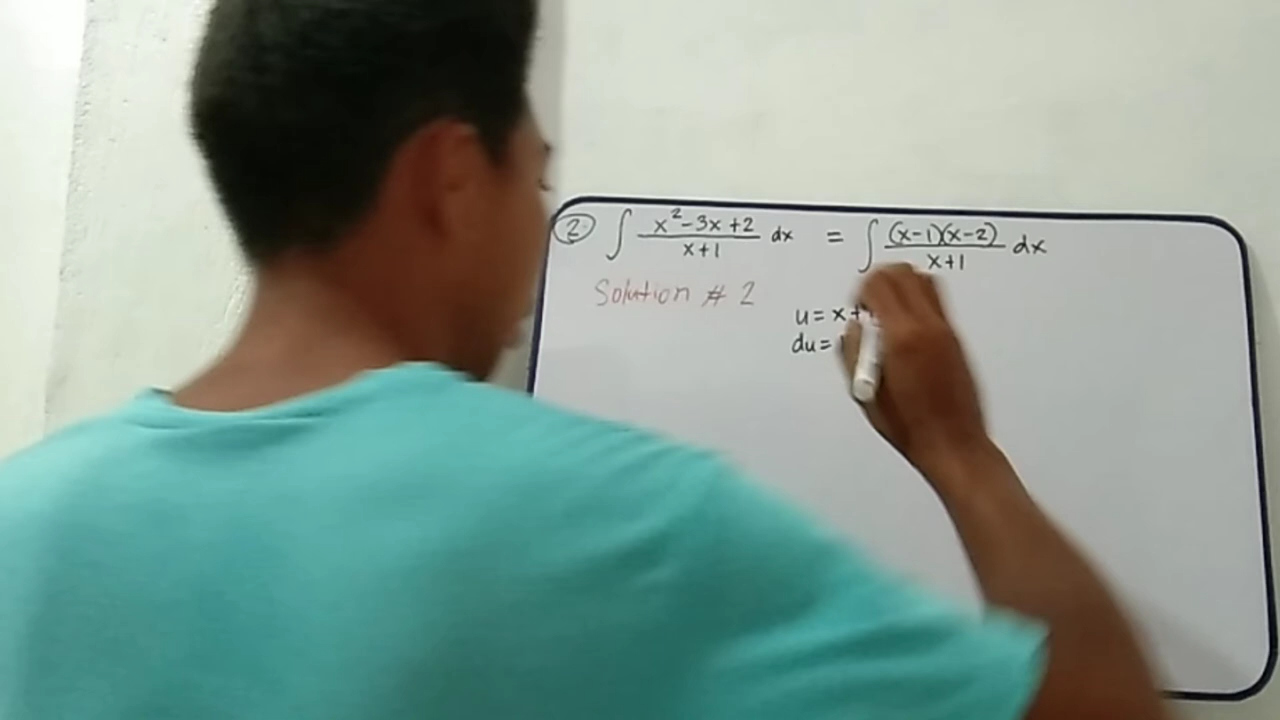 ② ∫ (x²-3x+2)/(x+1) dx = ∫ (x-1)(x-2)/(x+1) dx
Solution # 2
u = x+
du =